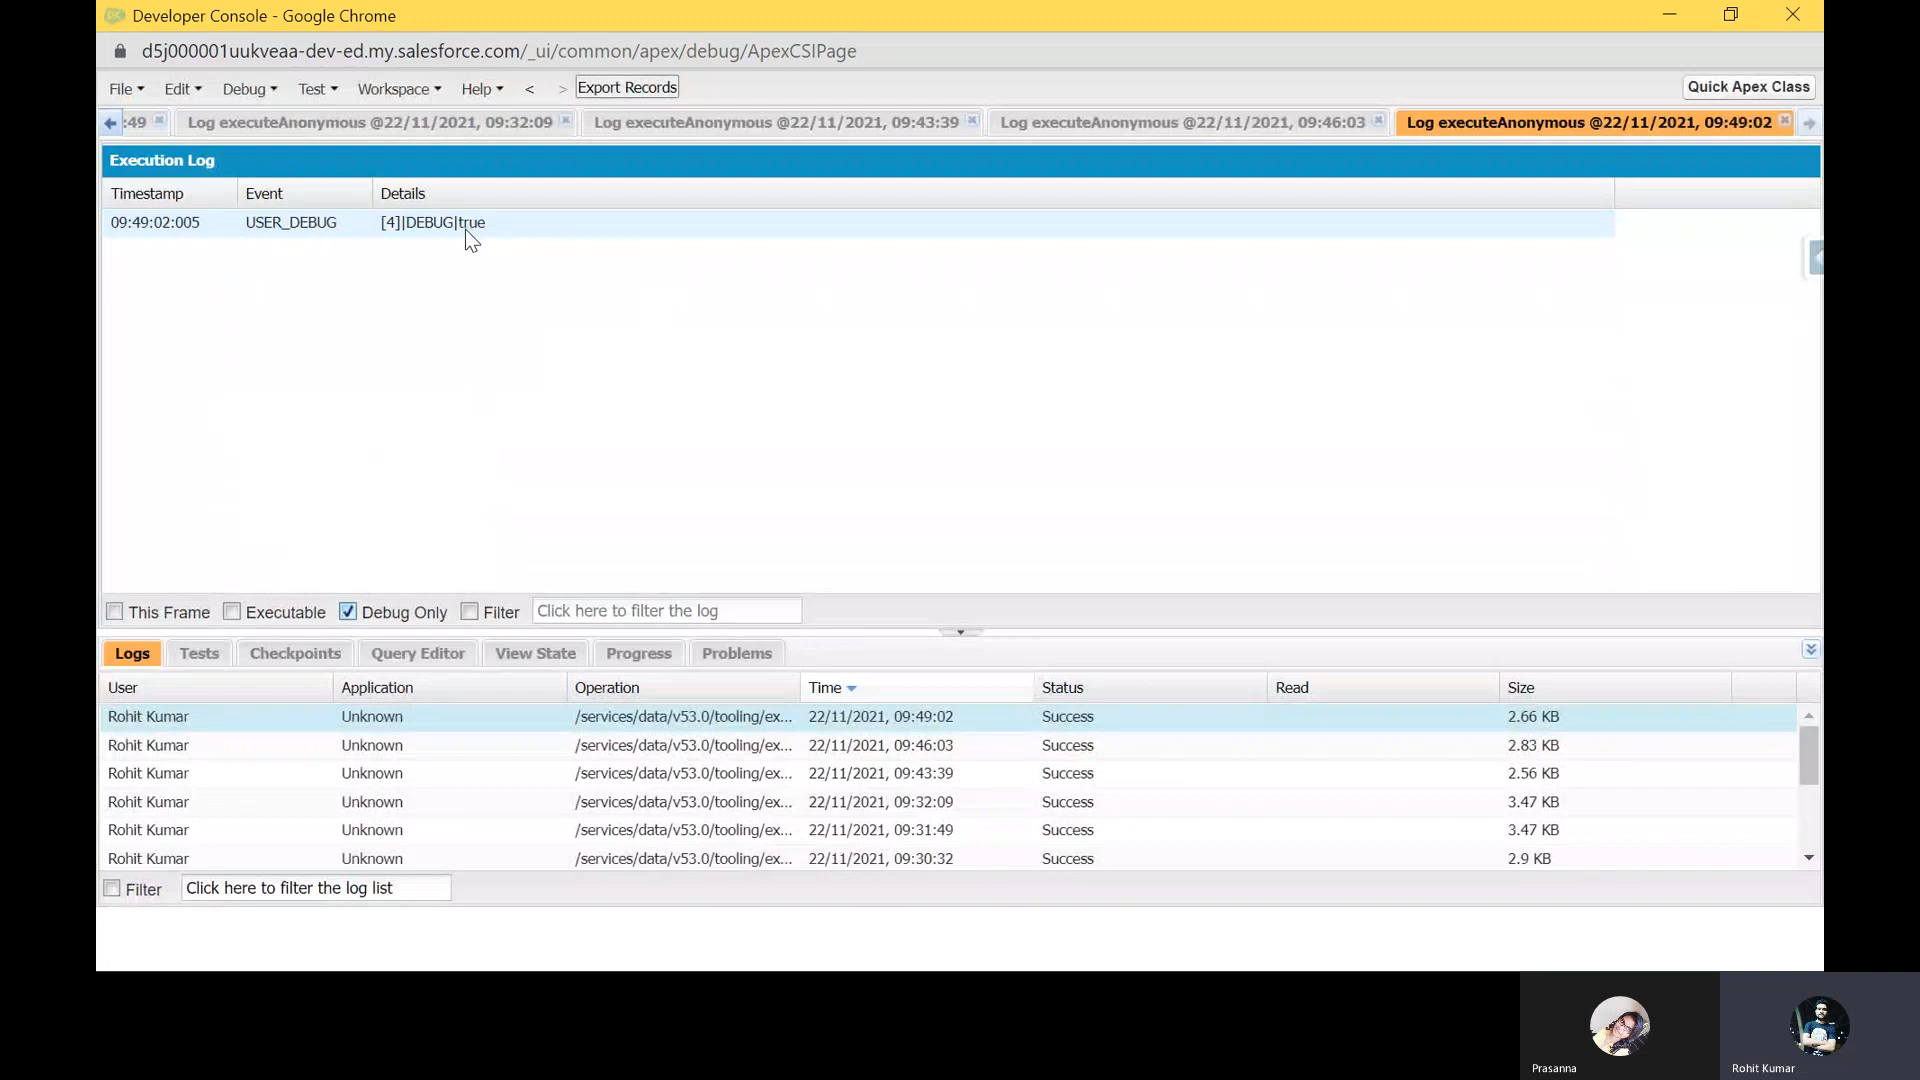 Developer Console - Google Chrome
d5j000001uukveaa-dev-ed.my.salesforce.com/_ui/common/apex/debug/ApexCSIPage
File Edit Debug Test Workspace Help < > Export Records Quick Apex Class
:49 Log executeAnonymous @22/11/2021, 09:32:09 Log executeAnonymous @22/11/2021, 09:43:39 Log executeAnonymous @22/11/2021, 09:46:03 Log executeAnonymous @22/11/2021, 09:49:02
Execution Log
Timestamp Event Details
09:49:02:005 USER_DEBUG [4]|DEBUG|true
This Frame Executable Debug Only Filter Click here to filter the log
Logs Tests Checkpoints Query Editor View State Progress Problems
User Application Operation Time Status Read Size
Rohit Kumar Unknown /services/data/v53.0/tooling/ex... 22/11/2021, 09:49:02 Success 2.66 KB
Rohit Kumar Unknown /services/data/v53.0/tooling/ex... 22/11/2021, 09:46:03 Success 2.83 KB
Rohit Kumar Unknown /services/data/v53.0/tooling/ex... 22/11/2021, 09:43:39 Success 2.56 KB
Rohit Kumar Unknown /services/data/v53.0/tooling/ex... 22/11/2021, 09:32:09 Success 3.47 KB
Rohit Kumar Unknown /services/data/v53.0/tooling/ex... 22/11/2021, 09:31:49 Success 3.47 KB
Rohit Kumar Unknown /services/data/v53.0/tooling/ex... 22/11/2021, 09:30:32 Success 2.9 KB
Filter Click here to filter the log list
Prasanna Rohit Kumar